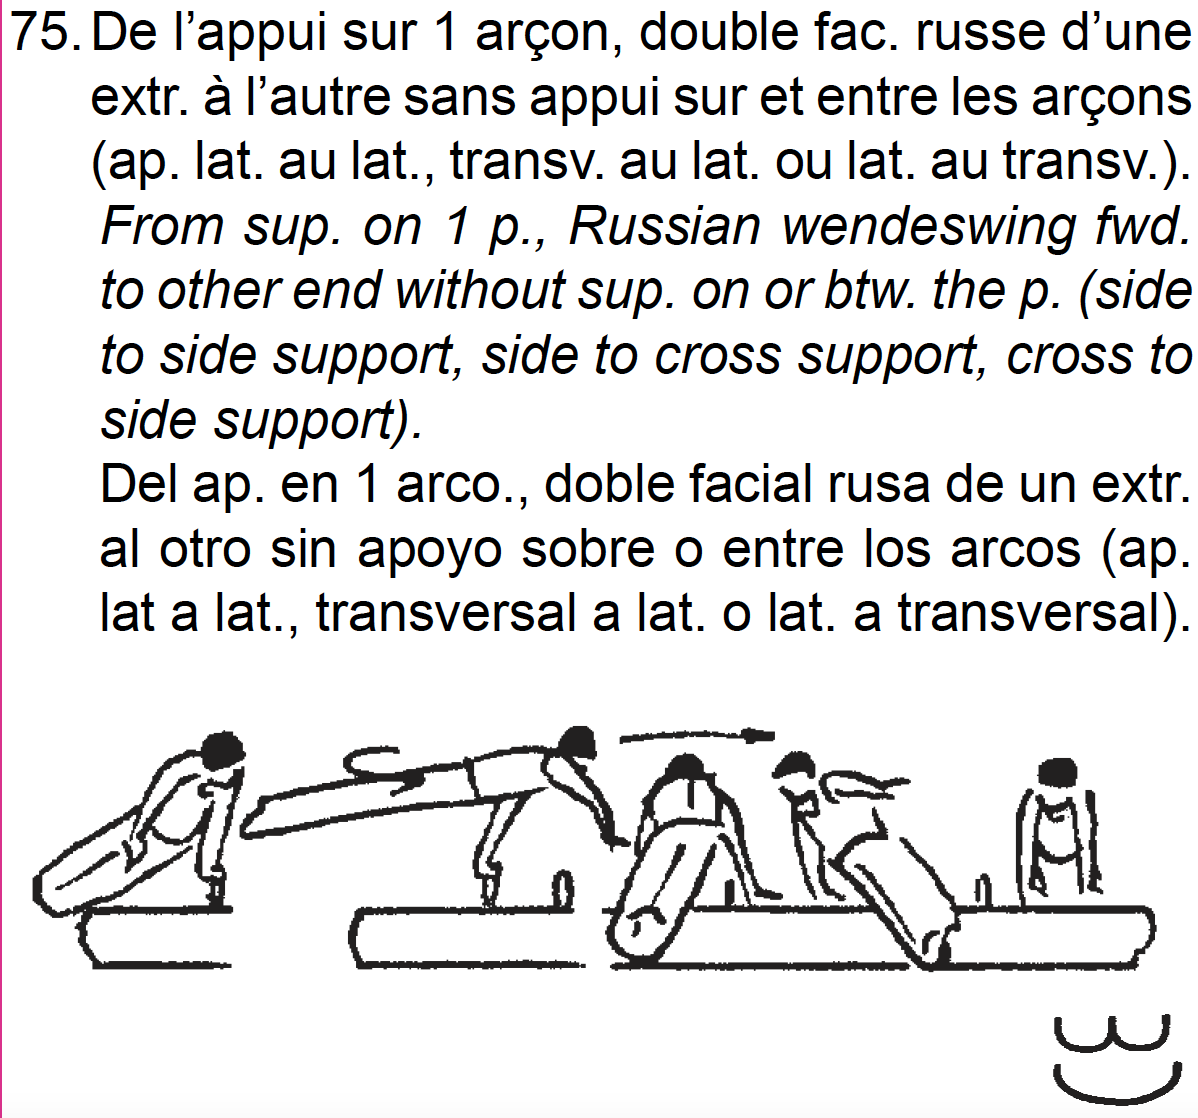 75. De l’appui sur 1 arçon, double fac. russe d’une
extr. à l’autre sans appui sur et entre les arçons
(ap. lat. au lat., transv. au lat. ou lat. au transv.).
From sup. on 1 p., Russian wendeswing fwd.
to other end without sup. on or btw. the p. (side
to side support, side to cross support, cross to
side support).
Del ap. en 1 arco., doble facial rusa de un extr.
al otro sin apoyo sobre o entre los arcos (ap.
lat a lat., transversal a lat. o lat. a transversal).